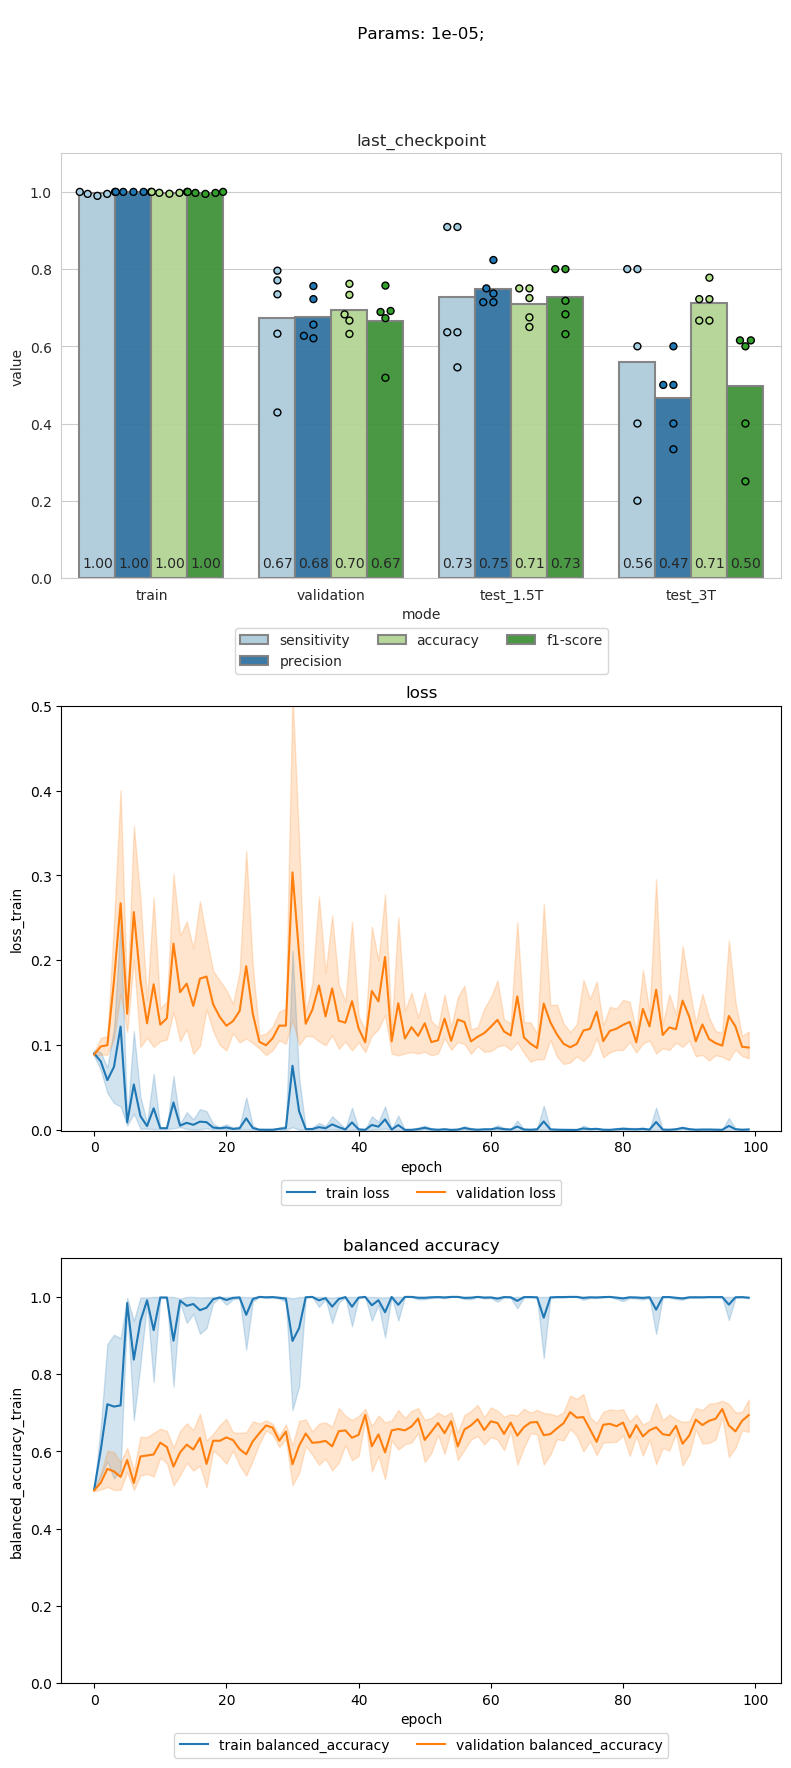 Params: 1e-05;
last_checkpoint
1.0
0.8
0.6
0.4
0.2
0.0
value
1.00 1.00 1.00 1.00 0.67 0.68 0.70 0.67 0.73 0.75 0.71 0.73 0.56 0.47 0.71 0.50
train validation test_1.5T test_3T
mode
sensitivity accuracy f1-score
precision
loss
0.5
0.4
0.3
0.2
0.1
0.0
loss_train
0 20 40 60 80 100
epoch
train loss validation loss
balanced accuracy
1.0
0.8
0.6
0.4
0.2
0.0
balanced_accuracy_train
0 20 40 60 80 100
epoch
train balanced_accuracy validation balanced_accuracy